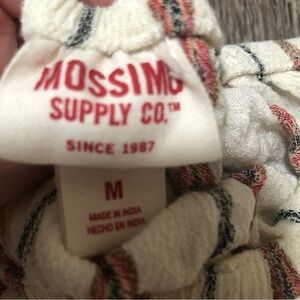 MOSSIMO
SUPPLY CO.™
SINCE 1987
M
MADE IN INDIA
HECHO EN INDIA